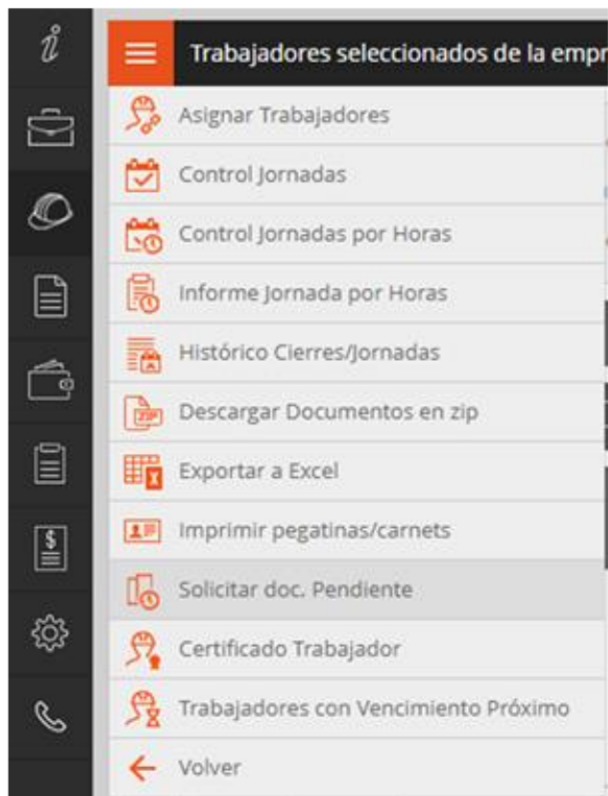 Trabajadores seleccionados de la empr
Asignar Trabajadores
Control Jornadas
Control Jornadas por Horas
Informe Jornada por Horas
Histórico Cierres/Jornadas
Descargar Documentos en zip
Exportar a Excel
Imprimir pegatinas/carnets
Solicitar doc. Pendiente
Certificado Trabajador
Trabajadores con Vencimiento Próximo
Volver